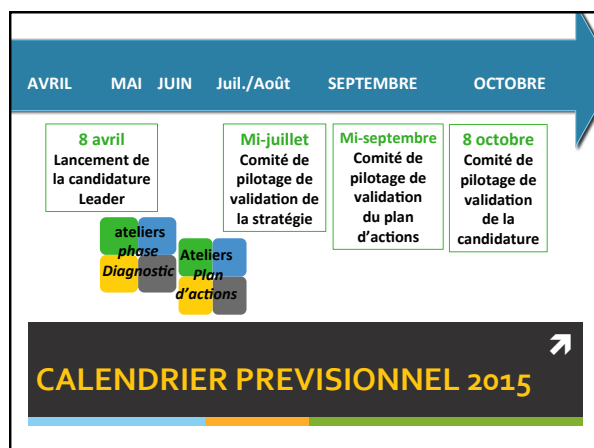 AVRIL MAI JUIN Juil./Août SEPTEMBRE OCTOBRE
8 avril
Lancement de
la candidature
Leader
Mi-juillet
Comité de
pilotage de
validation de
la stratégie
Mi-septembre
Comité de
pilotage de
validation
du plan
d’actions
8 octobre
Comité de
pilotage de
validation
de la
candidature
ateliers
phase
Diagnostic
Ateliers
Plan
d’actions
CALENDRIER PREVISIONNEL 2015